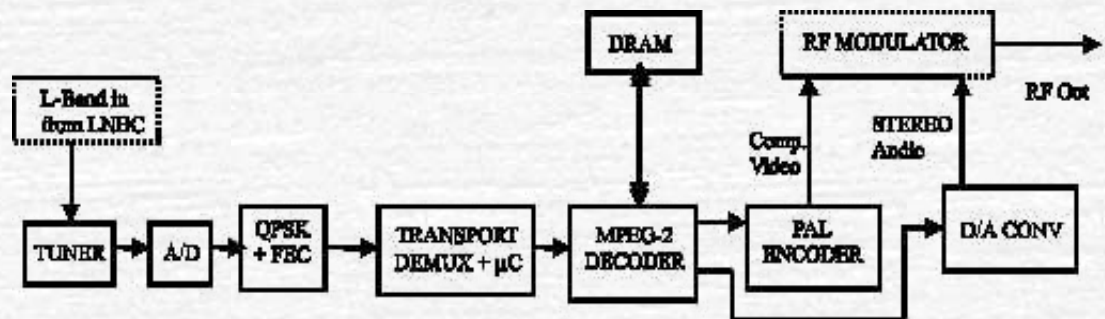 DRAM
RF MODULATOR
L-Band in
from LNBC
RF Out
Comp.
Video
STEREO
Audio
TUNER
A/D
QPSK
+ FEC
TRANSPORT
DEMUX + μC
MPEG-2
DECODER
PAL
ENCODER
D/A CONV